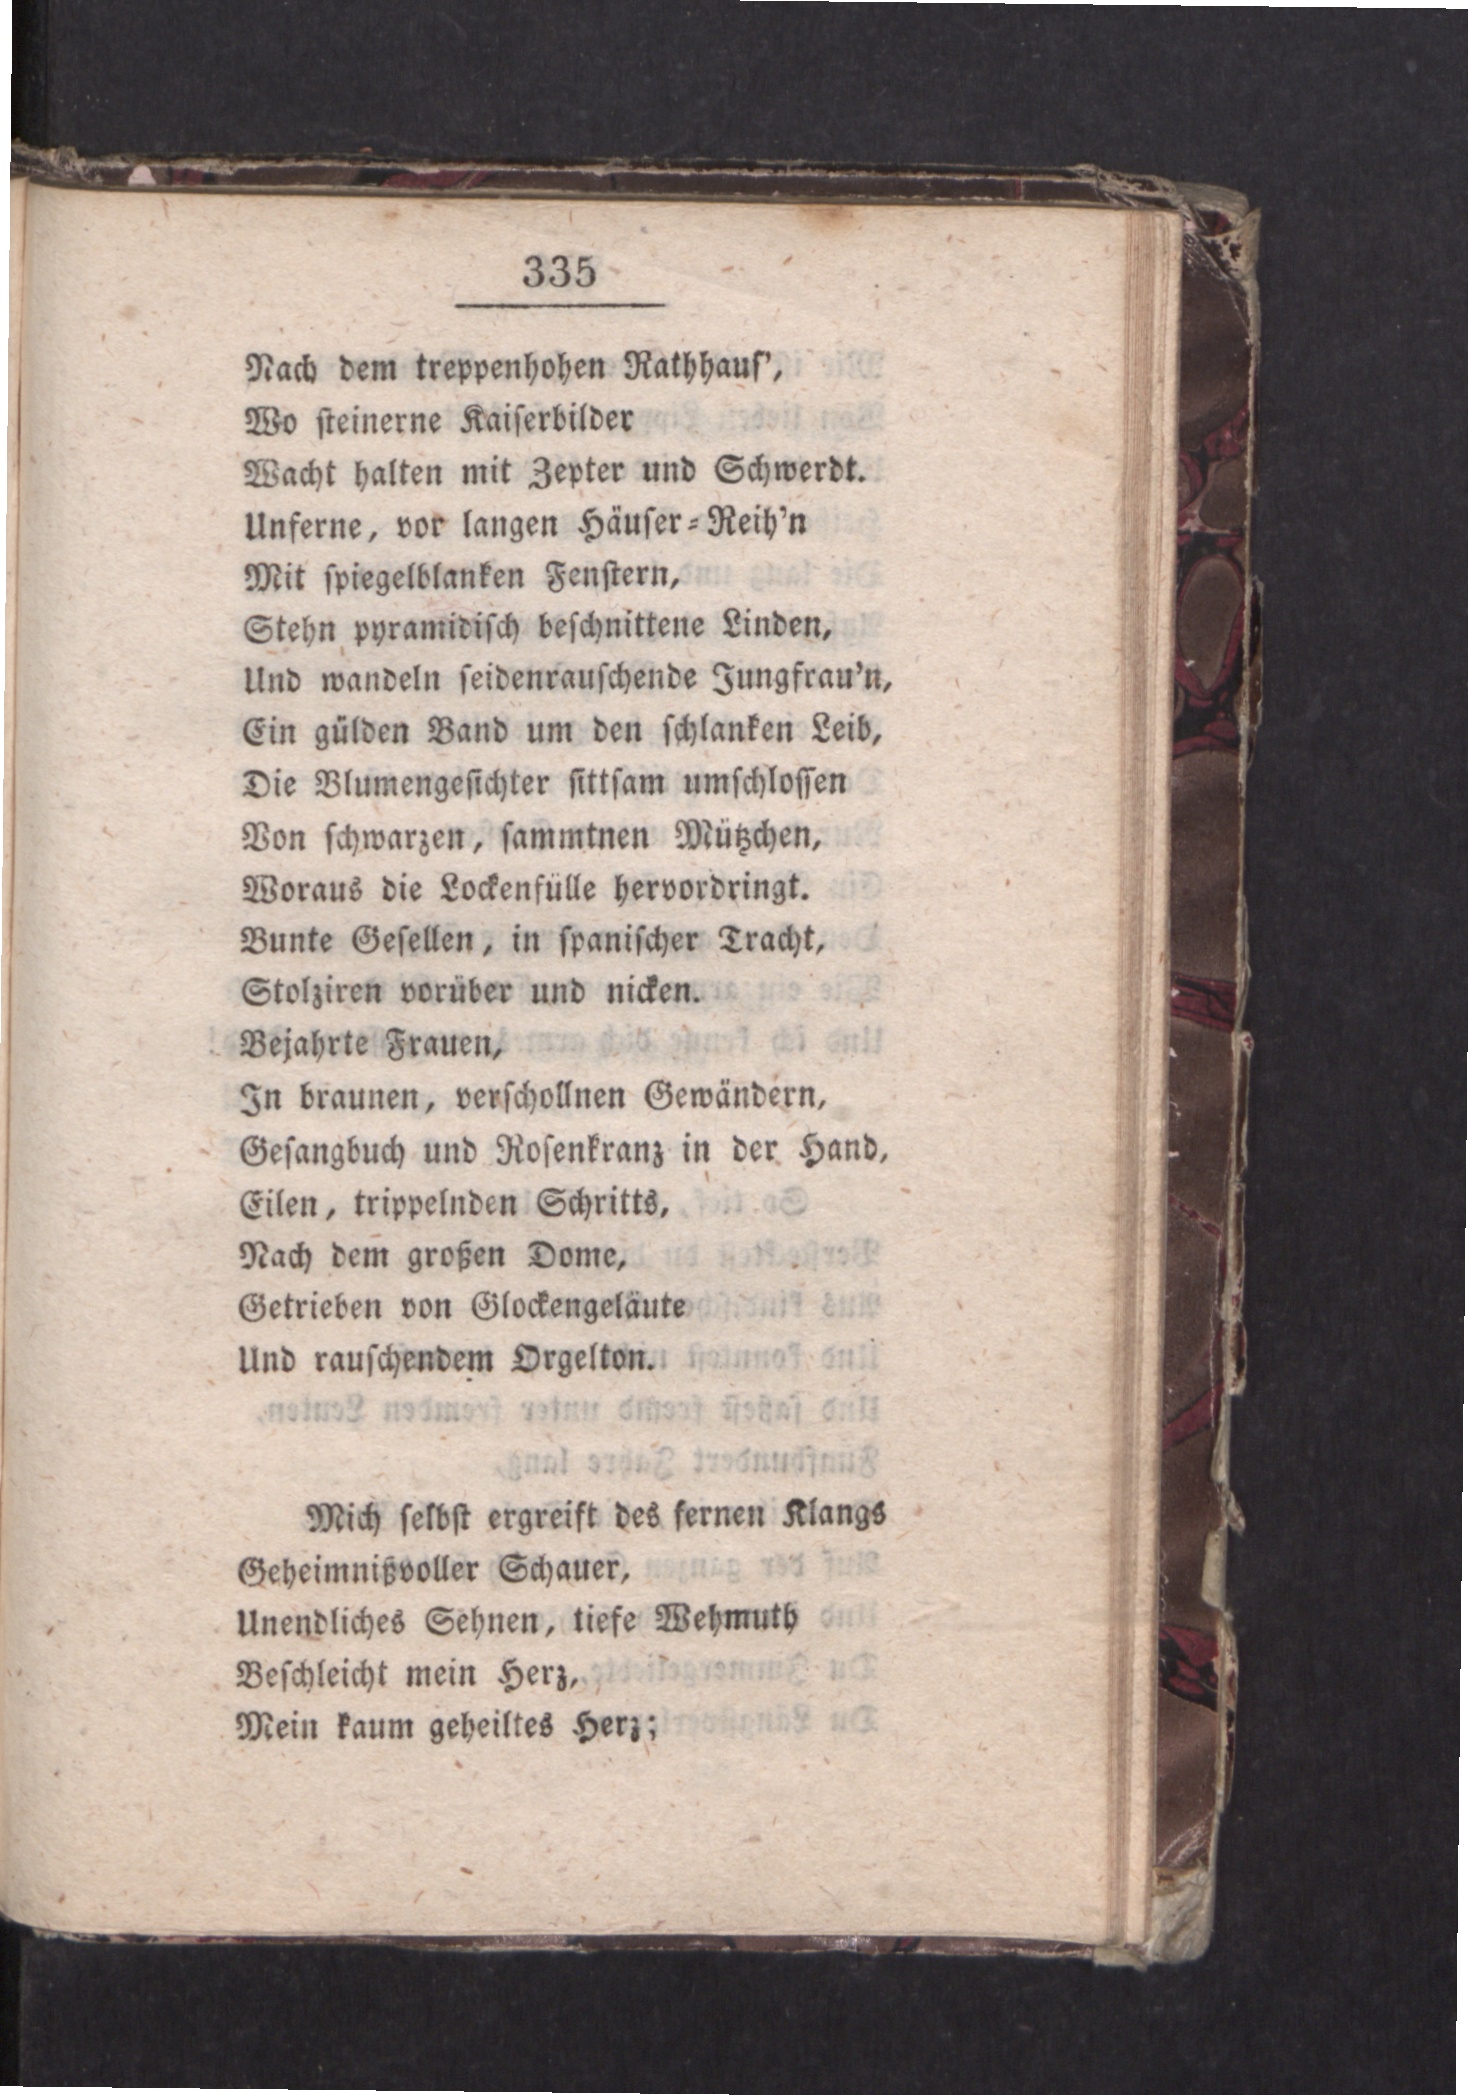 335
Nach dem treppenhohen Rathhauſ’,
Wo ſteinerne Kaiſerbilder
Wacht halten mit Zepter und Schwerdt.
Unferne, vor langen Häuſer-Reih’n
Mit ſpiegelblanken Fenſtern,
Stehn pyramidiſch beſchnittene Linden,
Und wandeln ſeidenrauſchende Jungfrau’n,
Ein gülden Band um den ſchlanken Leib,
Die Blumengeſichter ſittſam umſchloſſen
Von ſchwarzen, ſammtnen Mützchen,
Woraus die Lockenfülle hervordringt.
Bunte Geſellen, in ſpaniſcher Tracht,
Stolziren vorüber und nicken.
Bejahrte Frauen,
In braunen, verſchollnen Gewändern,
Geſangbuch und Roſenkranz in der Hand,
Eilen, trippelnden Schritts,
Nach dem großen Dome,
Getrieben von Glockengeläute
Und rauſchendem Orgelton.
Mich ſelbſt ergreift des fernen Klangs
Geheimnißvoller Schauer,
Unendliches Sehnen, tiefe Wehmuth
Beſchleicht mein Herz,
Mein kaum geheiltes Herz;